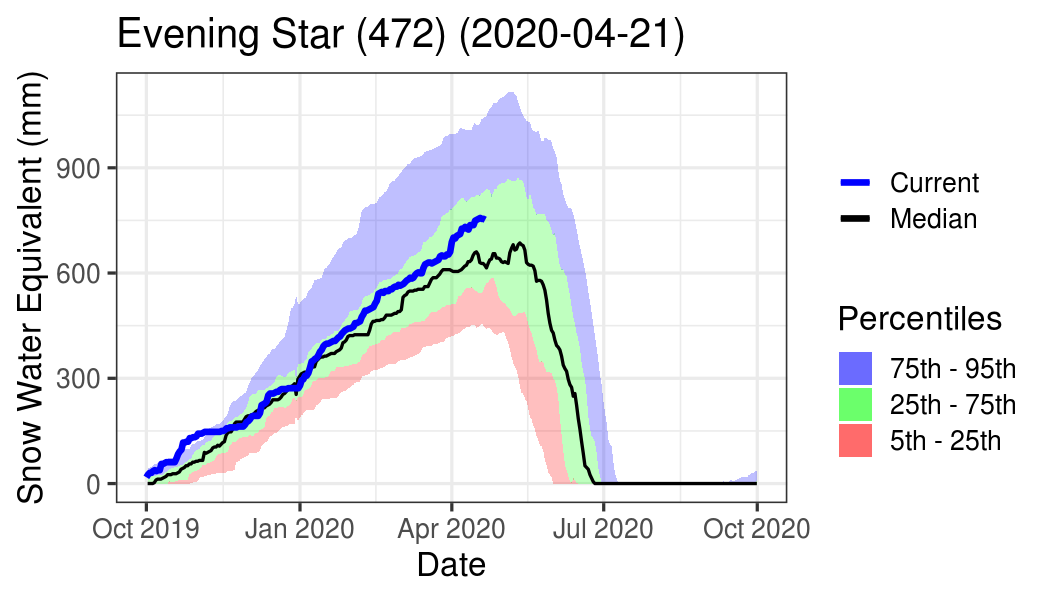 Evening Star (472) (2020-04-21)
Snow Water Equivalent (mm)
900
600
300
0
Oct 2019
Jan 2020
Apr 2020
Jul 2020
Oct 2020
Date
Current
Median
Percentiles
75th - 95th
25th - 75th
5th - 25th